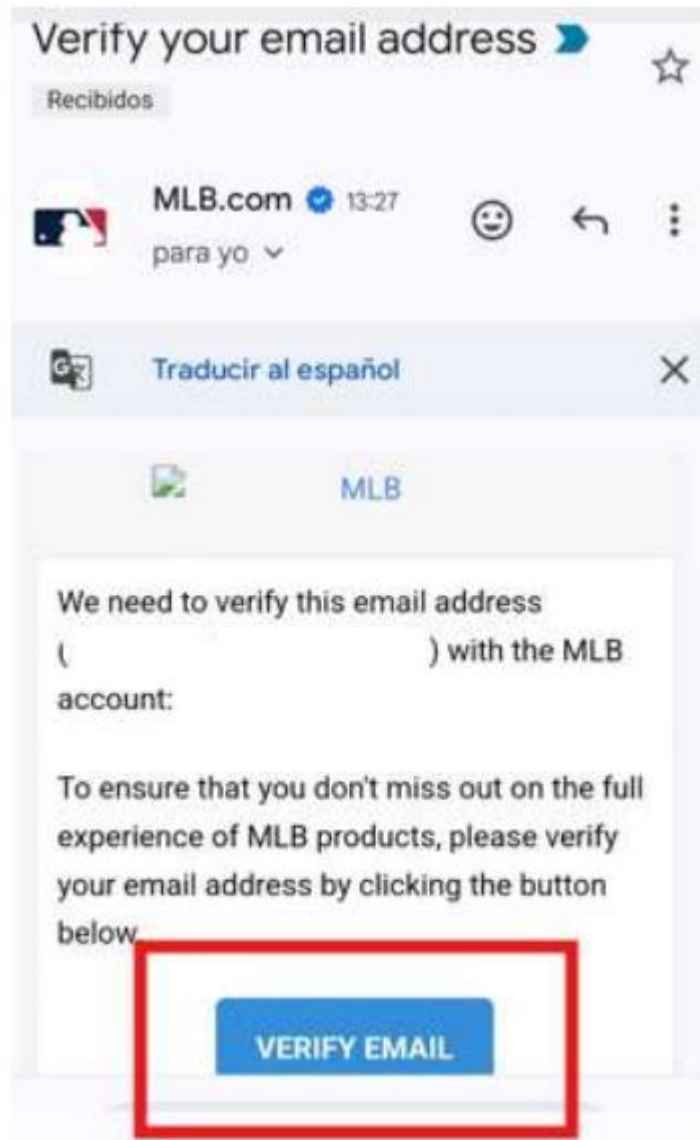 Verify your email address
Recibidos
MLB.com 13:27
para yo
Traducir al español
MLB
We need to verify this email address
( ) with the MLB
account:
To ensure that you don't miss out on the full
experience of MLB products, please verify
your email address by clicking the button
below.
VERIFY EMAIL